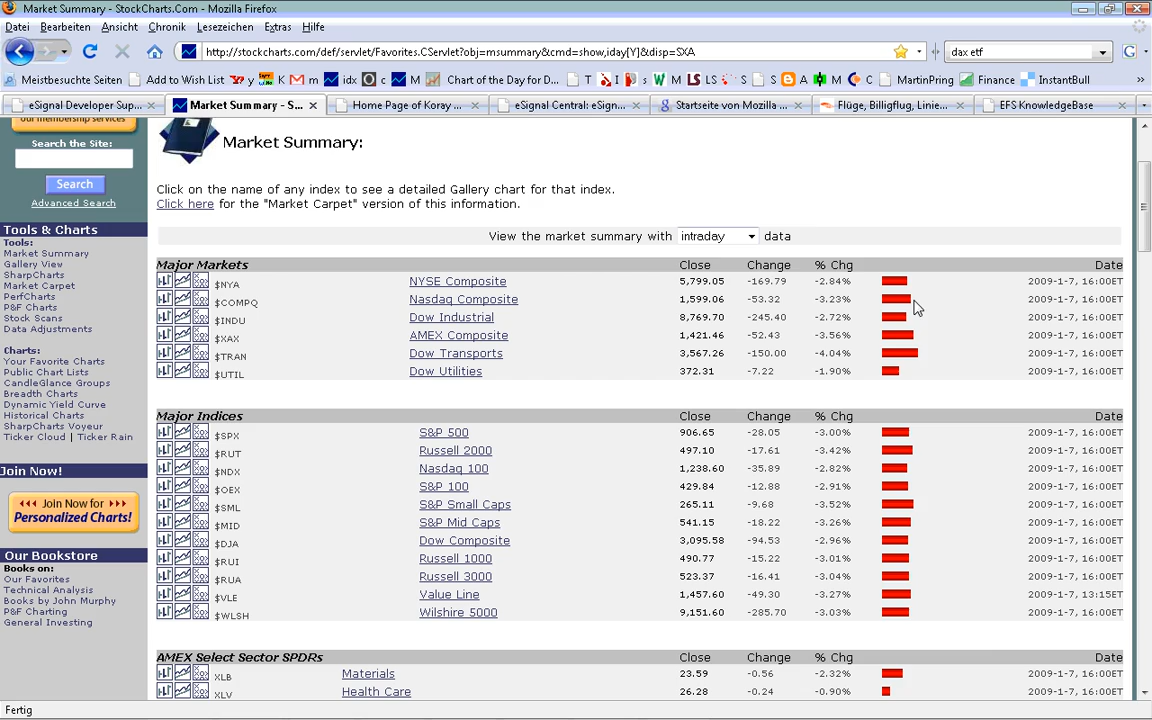 Market Summary - StockCharts.Com - Mozilla Firefox
Datei Bearbeiten Ansicht Chronik Lesezeichen Extras Hilfe
http://stockcharts.com/def/servlet/Favorites.CServlet?obj=msummary&cmd=show,iday[Y]&disp=SXA
dax etf
Meistbesuchte Seiten Add to Wish List y K m idx c M Chart of the Day for D... T I s W M LS LS S S B A M C MartinPring Finance InstantBull »
eSignal Developer Sup... Market Summary - S... Home Page of Koray ... eSignal Central: eSign... Startseite von Mozilla ... Flüge, Billigflug, Linie... EFS KnowledgeBase
our membership services
Search the Site:
Search
Advanced Search
Tools & Charts
Tools:
Market Summary
Gallery View
SharpCharts
Market Carpet
PerfCharts
P&F Charts
Stock Scans
Data Adjustments
Charts:
Your Favorite Charts
Public Chart Lists
CandleGlance Groups
Breadth Charts
Dynamic Yield Curve
Historical Charts
SharpCharts Voyeur
Ticker Cloud | Ticker Rain
Join Now!
Join Now for
Personalized Charts!
Our Bookstore
Books on:
Our Favorites
Technical Analysis
Books by John Murphy
P&F Charting
General Investing
Market Summary:
Click on the name of any index to see a detailed Gallery chart for that index.
Click here for the "Market Carpet" version of this information.
View the market summary with intraday data
Major Markets Close Change % Chg Date
$NYA NYSE Composite 5,799.05 -169.79 -2.84% 2009-1-7, 16:00ET
$COMPQ Nasdaq Composite 1,599.06 -53.32 -3.23% 2009-1-7, 16:00ET
$INDU Dow Industrial 8,769.70 -245.40 -2.72% 2009-1-7, 16:00ET
$XAX AMEX Composite 1,421.46 -52.43 -3.56% 2009-1-7, 16:00ET
$TRAN Dow Transports 3,567.26 -150.00 -4.04% 2009-1-7, 16:00ET
$UTIL Dow Utilities 372.31 -7.22 -1.90% 2009-1-7, 16:00ET
Major Indices Close Change % Chg Date
$SPX S&P 500 906.65 -28.05 -3.00% 2009-1-7, 16:00ET
$RUT Russell 2000 497.10 -17.61 -3.42% 2009-1-7, 16:00ET
$NDX Nasdaq 100 1,238.60 -35.89 -2.82% 2009-1-7, 16:00ET
$OEX S&P 100 429.84 -12.88 -2.91% 2009-1-7, 16:00ET
$SML S&P Small Caps 265.11 -9.68 -3.52% 2009-1-7, 16:00ET
$MID S&P Mid Caps 541.15 -18.22 -3.26% 2009-1-7, 16:00ET
$DJA Dow Composite 3,095.58 -94.53 -2.96% 2009-1-7, 16:00ET
$RUI Russell 1000 490.77 -15.22 -3.01% 2009-1-7, 16:00ET
$RUA Russell 3000 523.37 -16.41 -3.04% 2009-1-7, 16:00ET
$VLE Value Line 1,457.60 -49.30 -3.27% 2009-1-7, 13:15ET
$WLSH Wilshire 5000 9,151.60 -285.70 -3.03% 2009-1-7, 16:00ET
AMEX Select Sector SPDRs Close Change % Chg Date
XLB Materials 23.59 -0.56 -2.32% 2009-1-7, 16:00ET
XLV Health Care 26.28 -0.24 -0.90% 2009-1-7, 16:00ET
Fertig